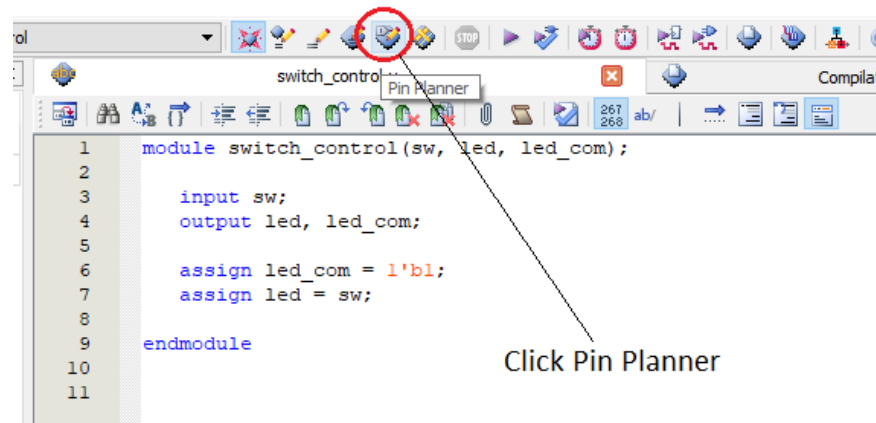 rol
STOP
switch_control.v
Compilat
Pin Planner
267
268
ab/
1 module switch_control(sw, led, led_com);
2
3 input sw;
4 output led, led_com;
5
6 assign led_com = 1'b1;
7 assign led = sw;
8
9 endmodule
10
11
Click Pin Planner